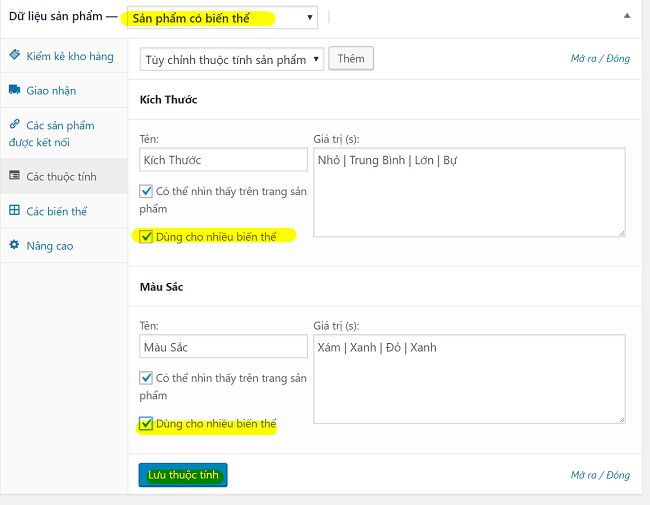 Dữ liệu sản phẩm — Sản phẩm có biến thể
Kiểm kê kho hàng
Giao nhận
Các sản phẩm
được kết nối
Các thuộc tính
Các biến thể
Nâng cao
Tùy chỉnh thuộc tính sản phẩm Thêm Mở ra / Đóng
Kích Thước
Tên: Giá trị (s):
Kích Thước Nhỏ | Trung Bình | Lớn | Bự
Có thể nhìn thấy trên trang sản
phẩm
Dùng cho nhiều biến thể
Màu Sắc
Tên: Giá trị (s):
Màu Sắc Xám | Xanh | Đỏ | Xanh
Có thể nhìn thấy trên trang sản
phẩm
Dùng cho nhiều biến thể
Lưu thuộc tính Mở ra / Đóng